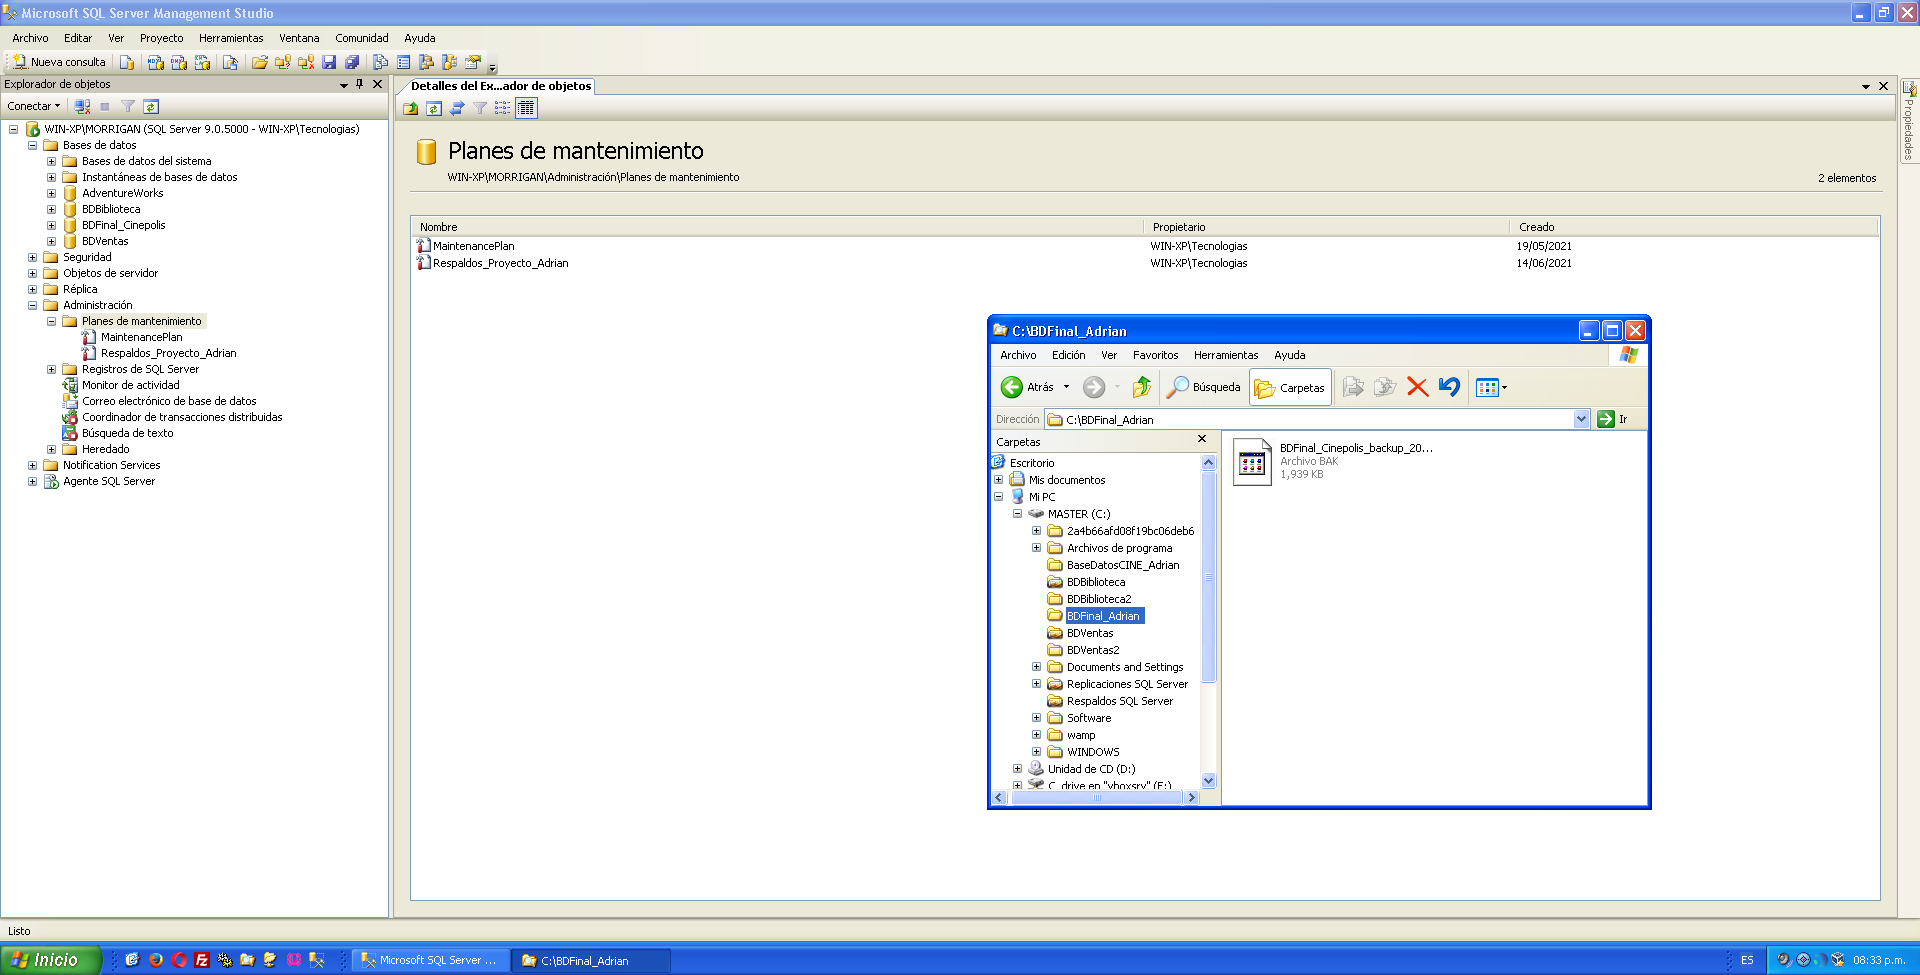 Microsoft SQL Server Management Studio
Archivo Editar Ver Proyecto Herramientas Ventana Comunidad Ayuda
Nueva consulta
Explorador de objetos
Conectar
WIN-XP\MORRIGAN (SQL Server 9.0.5000 - WIN-XP\Tecnologias)
Bases de datos
Bases de datos del sistema
Instantáneas de bases de datos
AdventureWorks
BDBiblioteca
BDFinal_Cinepolis
BDVentas
Seguridad
Objetos de servidor
Réplica
Administración
Planes de mantenimiento
MaintenancePlan
Respaldos_Proyecto_Adrian
Registros de SQL Server
Monitor de actividad
Correo electrónico de base de datos
Coordinador de transacciones distribuidas
Búsqueda de texto
Heredado
Notification Services
Agente SQL Server
Detalles del Ex...ador de objetos
Planes de mantenimiento
WIN-XP\MORRIGAN\Administración\Planes de mantenimiento
2 elementos
Nombre Propietario Creado
MaintenancePlan WIN-XP\Tecnologias 19/05/2021
Respaldos_Proyecto_Adrian WIN-XP\Tecnologias 14/06/2021
Propiedades
C:\BDFinal_Adrian
Archivo Edición Ver Favoritos Herramientas Ayuda
Atrás Búsqueda Carpetas
Dirección C:\BDFinal_Adrian Ir
Carpetas
Escritorio
Mis documentos
Mi PC
MASTER (C:)
2a4b66afd08f19bc06deb6
Archivos de programa
BaseDatosCINE_Adrian
BDBiblioteca
BDBiblioteca2
BDFinal_Adrian
BDVentas
BDVentas2
Documents and Settings
Replicaciones SQL Server
Respaldos SQL Server
Software
wamp
WINDOWS
Unidad de CD (D:)
C_drive en "vboxsrv" (E:)
BDFinal_Cinepolis_backup_20...
Archivo BAK
1,939 KB
Listo
Inicio
Microsoft SQL Server ...
C:\BDFinal_Adrian
ES
08:33 p.m.